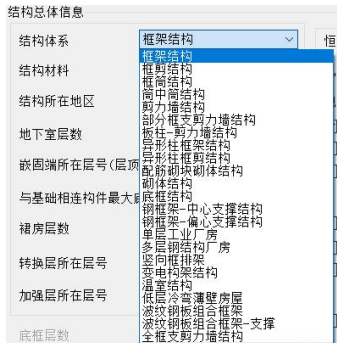 结构总体信息
结构体系
框架结构
恒
框架结构
结构材料
框剪结构
框筒结构
筒中筒结构
结构所在地区
剪力墙结构
部分框支剪力墙结构
地下室层数
板柱-剪力墙结构
异形柱框架结构
嵌固端所在层号(层顶
异形柱框剪结构
配筋砌块砌体结构
砌体结构
与基础相连构件最大
底框结构
钢框架-中心支撑结构
裙房层数
钢框架-偏心支撑结构
单层工业厂房
多层钢结构厂房
转换层所在层号
竖向框排架
变电构架结构
温室结构
加强层所在层号
低层冷弯薄壁房屋
波纹钢板组合框架
波纹钢板组合框架-支撑
底框层数
全框支剪力墙结构